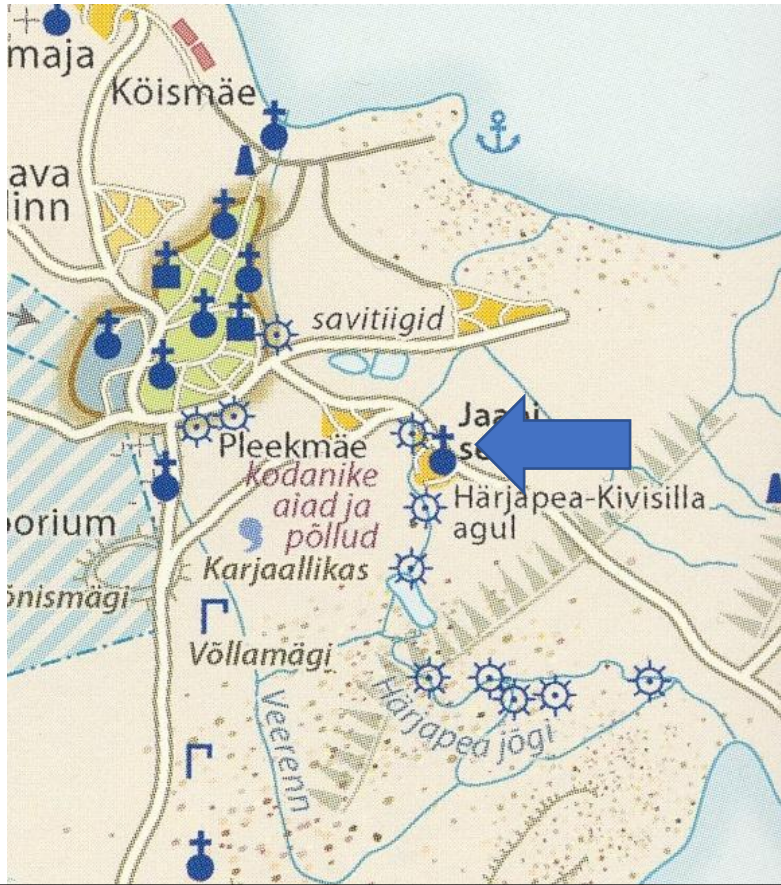 maja
Köismäe
ava
linn
savitiigid
Pleekmäe
Kodanike
aiad ja
põllud
Härjapea-Kivisilla
agul
orium
Karjaallikas
õnismägi
Võllamägi
Veerenn
Härjapea jõgi